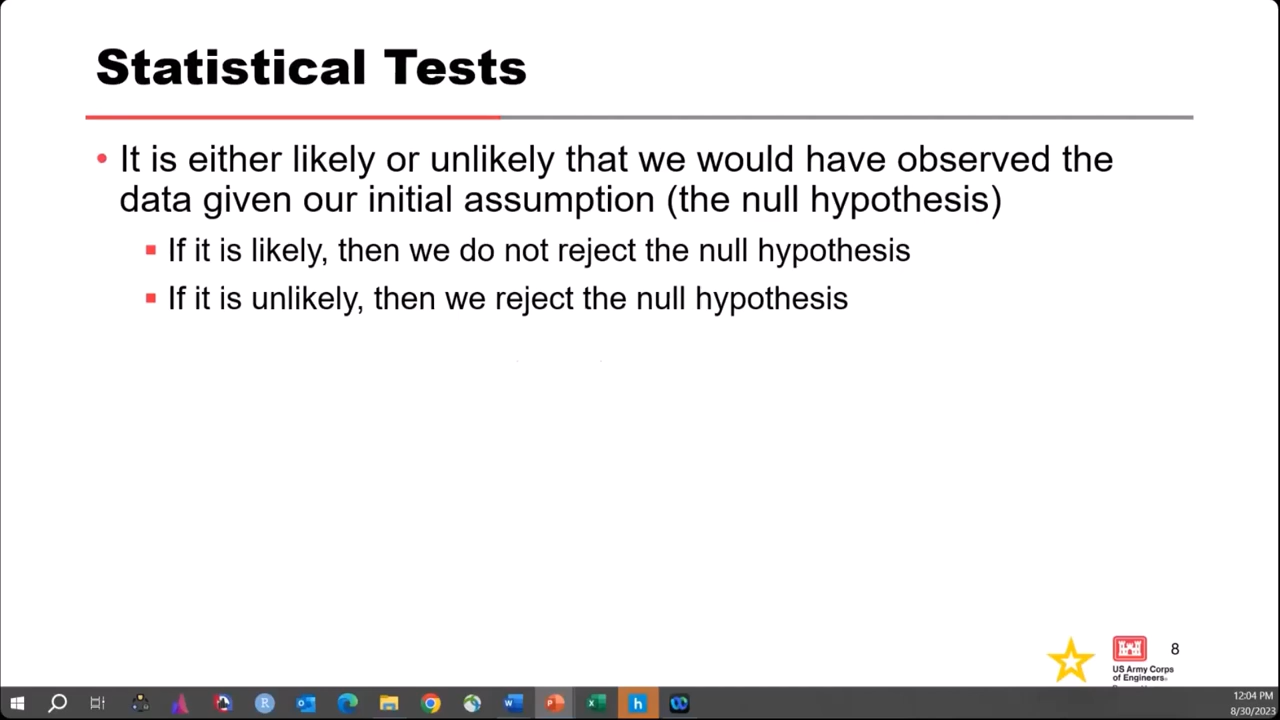 Statistical Tests
• It is either likely or unlikely that we would have observed the
data given our initial assumption (the null hypothesis)
▪ If it is likely, then we do not reject the null hypothesis
▪ If it is unlikely, then we reject the null hypothesis
8
US Army Corps
of Engineers®
12:04 PM
8/30/2023